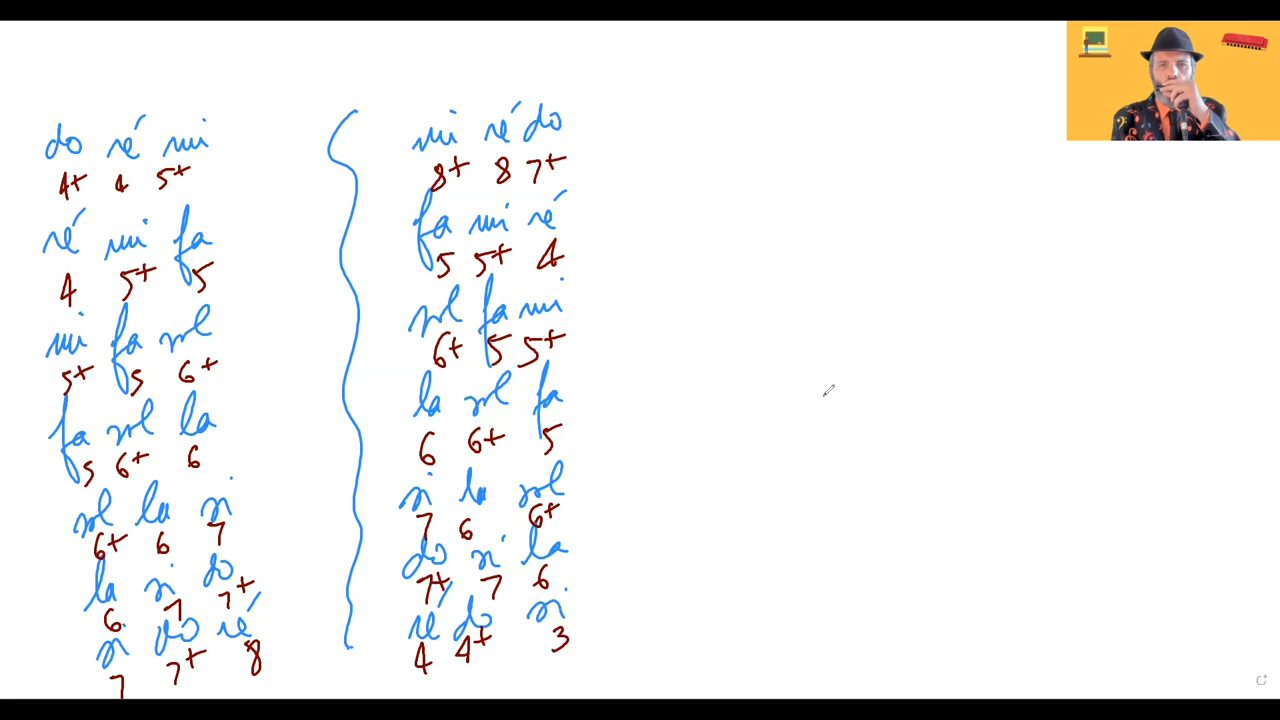 do ré mi
4+ 4 5+
ré mi fa
4 5+ 5
mi fa sol
5+ 5 6+
fa sol la
5 6+ 6
sol la si
6+ 6 7
la si do
6 7 7+
si do ré
7 7+ 8
mi ré do
8+ 8 7+
fa mi ré
5 5+ 4
sol fa mi
6+ 5 5+
la sol fa
6 6+ 5
si la sol
7 6 6+
do si la
7+ 7 6
ré do si
4 4+ 3